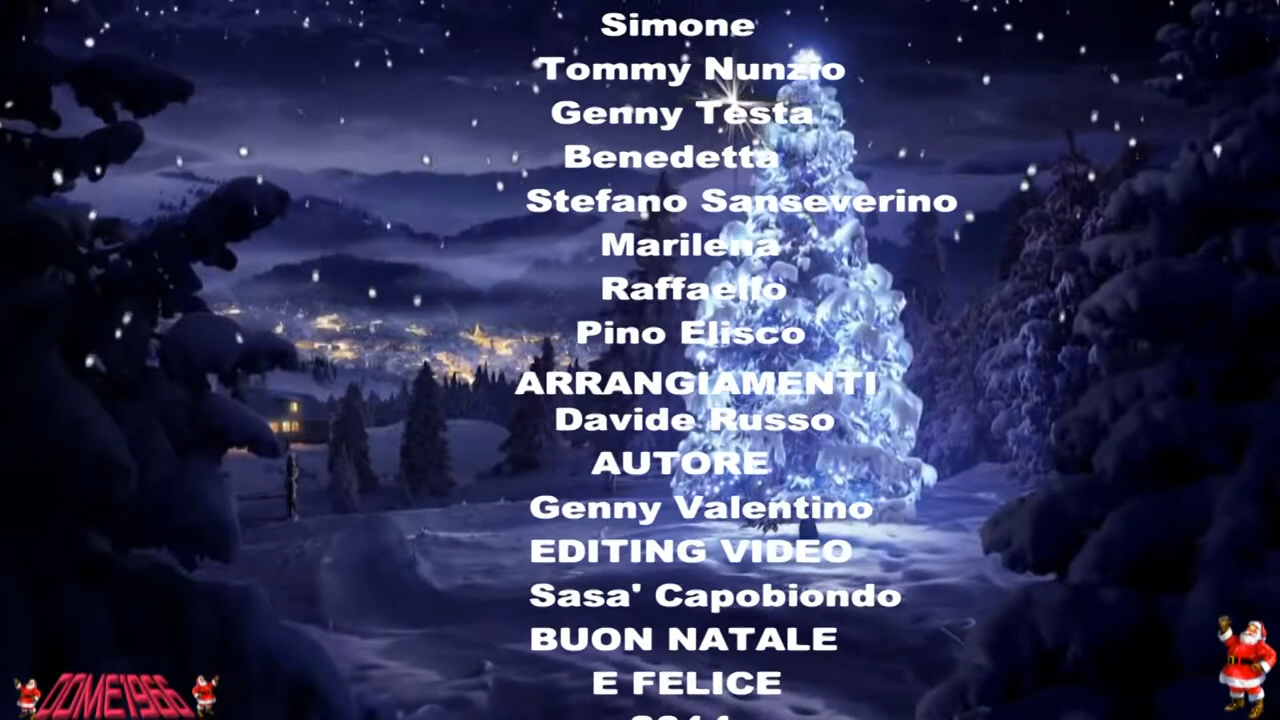 Simone
Tommy Nunzio
Genny Testa
Benedetta
Stefano Sanseverino
Marilena
Raffaello
Pino Elisco
ARRANGIAMENTI
Davide Russo
AUTORE
Genny Valentino
EDITING VIDEO
Sasa' Capobiondo
BUON NATALE
E FELICE
DOME1966